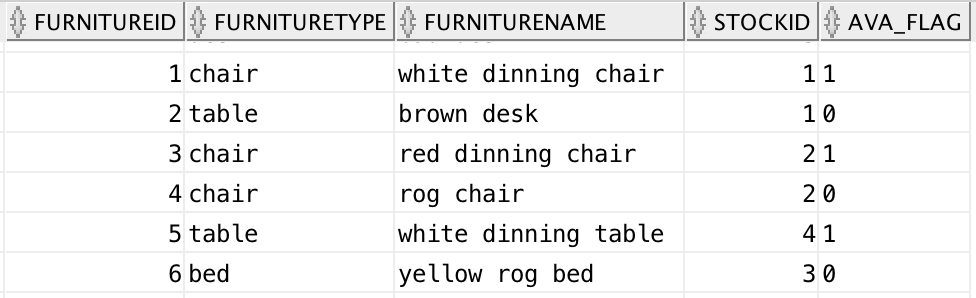 FURNITUREID FURNITURETYPE FURNITURENAME STOCKID AVA_FLAG
1 chair white dinning chair 1 1
2 table brown desk 1 0
3 chair red dinning chair 2 1
4 chair rog chair 2 0
5 table white dinning table 4 1
6 bed yellow rog bed 3 0